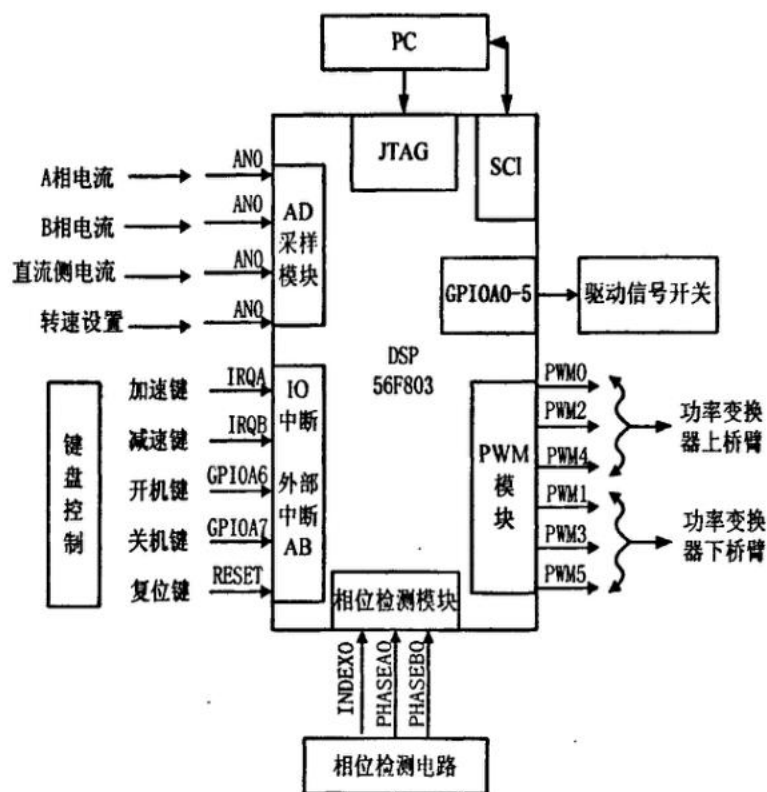 PC
JTAG
SCI
A相电流
AN0
B相电流
AN0
直流侧电流
AN0
转速设置
AN0
AD
采样
模块
GPIOA0-5
驱动信号开关
DSP
56F803
键盘控制
加速键
IRQA
减速键
IRQB
开机键
GPIOA6
关机键
GPIOA7
复位键
RESET
IO
中断
外部
中断
AB
PWM
模块
PWM0
PWM2
PWM4
PWM1
PWM3
PWM5
功率变换
器上桥臂
功率变换
器下桥臂
相位检测模块
INDEX0
PHASEA0
PHASEB0
相位检测电路